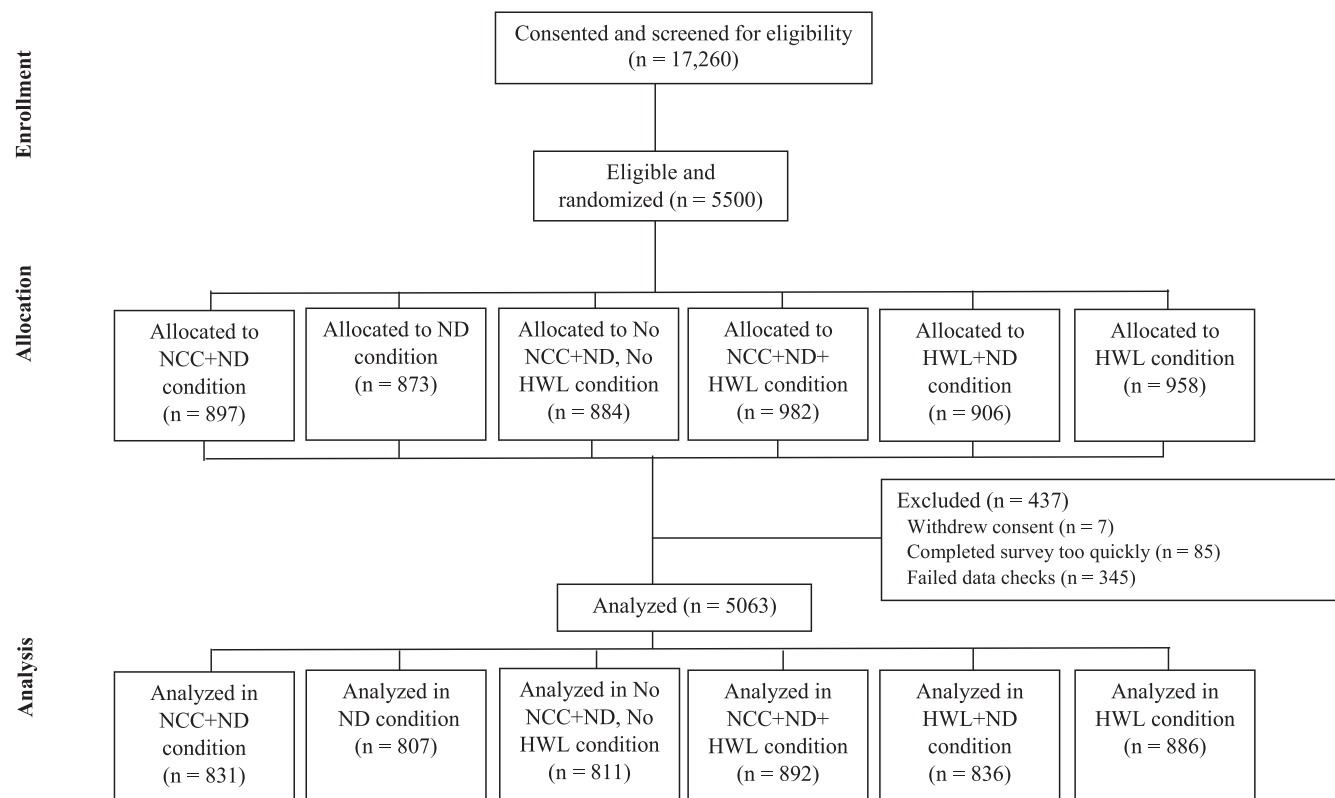 Enrollment
Consented and screened for eligibility
(n = 17,260)
Eligible and
randomized (n = 5500)
Allocation
Allocated to
NCC+ND
condition
(n = 897)
Allocated to ND
condition
(n = 873)
Allocated to No
NCC+ND, No
HWL condition
(n = 884)
Allocated to
NCC+ND+
HWL condition
(n = 982)
Allocated to
HWL+ND
condition
(n = 906)
Allocated to
HWL condition
(n = 958)
Excluded (n = 437)
Withdrew consent (n = 7)
Completed survey too quickly (n = 85)
Failed data checks (n = 345)
Analyzed (n = 5063)
Analysis
Analyzed in
NCC+ND
condition
(n = 831)
Analyzed in
ND condition
(n = 807)
Analyzed in No
NCC+ND, No
HWL condition
(n = 811)
Analyzed in
NCC+ND+
HWL condition
(n = 892)
Analyzed in
HWL+ND
condition
(n = 836)
Analyzed in
HWL condition
(n = 886)